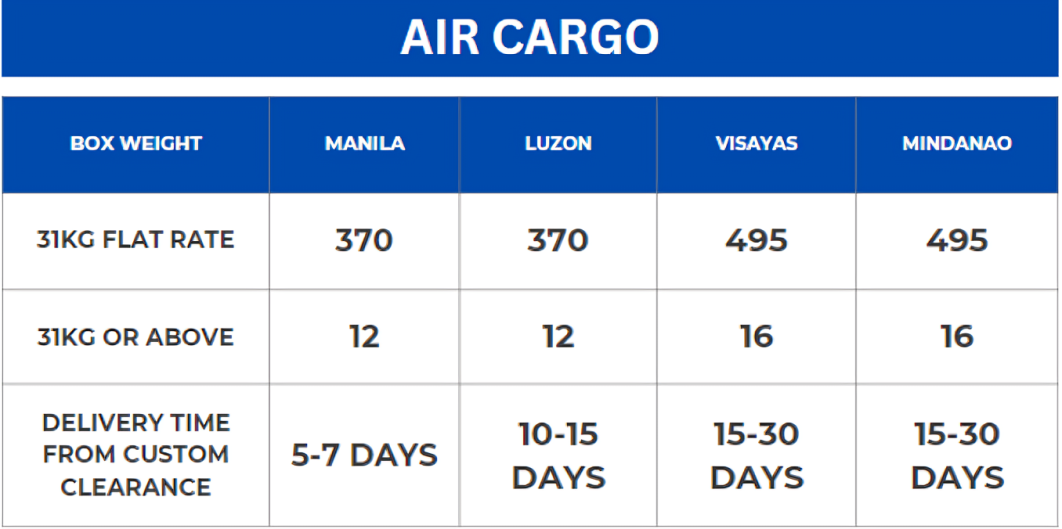 AIR CARGO
BOX WEIGHT MANILA LUZON VISAYAS MINDANAO
31KG FLAT RATE 370 370 495 495
31KG OR ABOVE 12 12 16 16
DELIVERY TIME
FROM CUSTOM
CLEARANCE
5-7 DAYS
10-15
DAYS
15-30
DAYS
15-30
DAYS